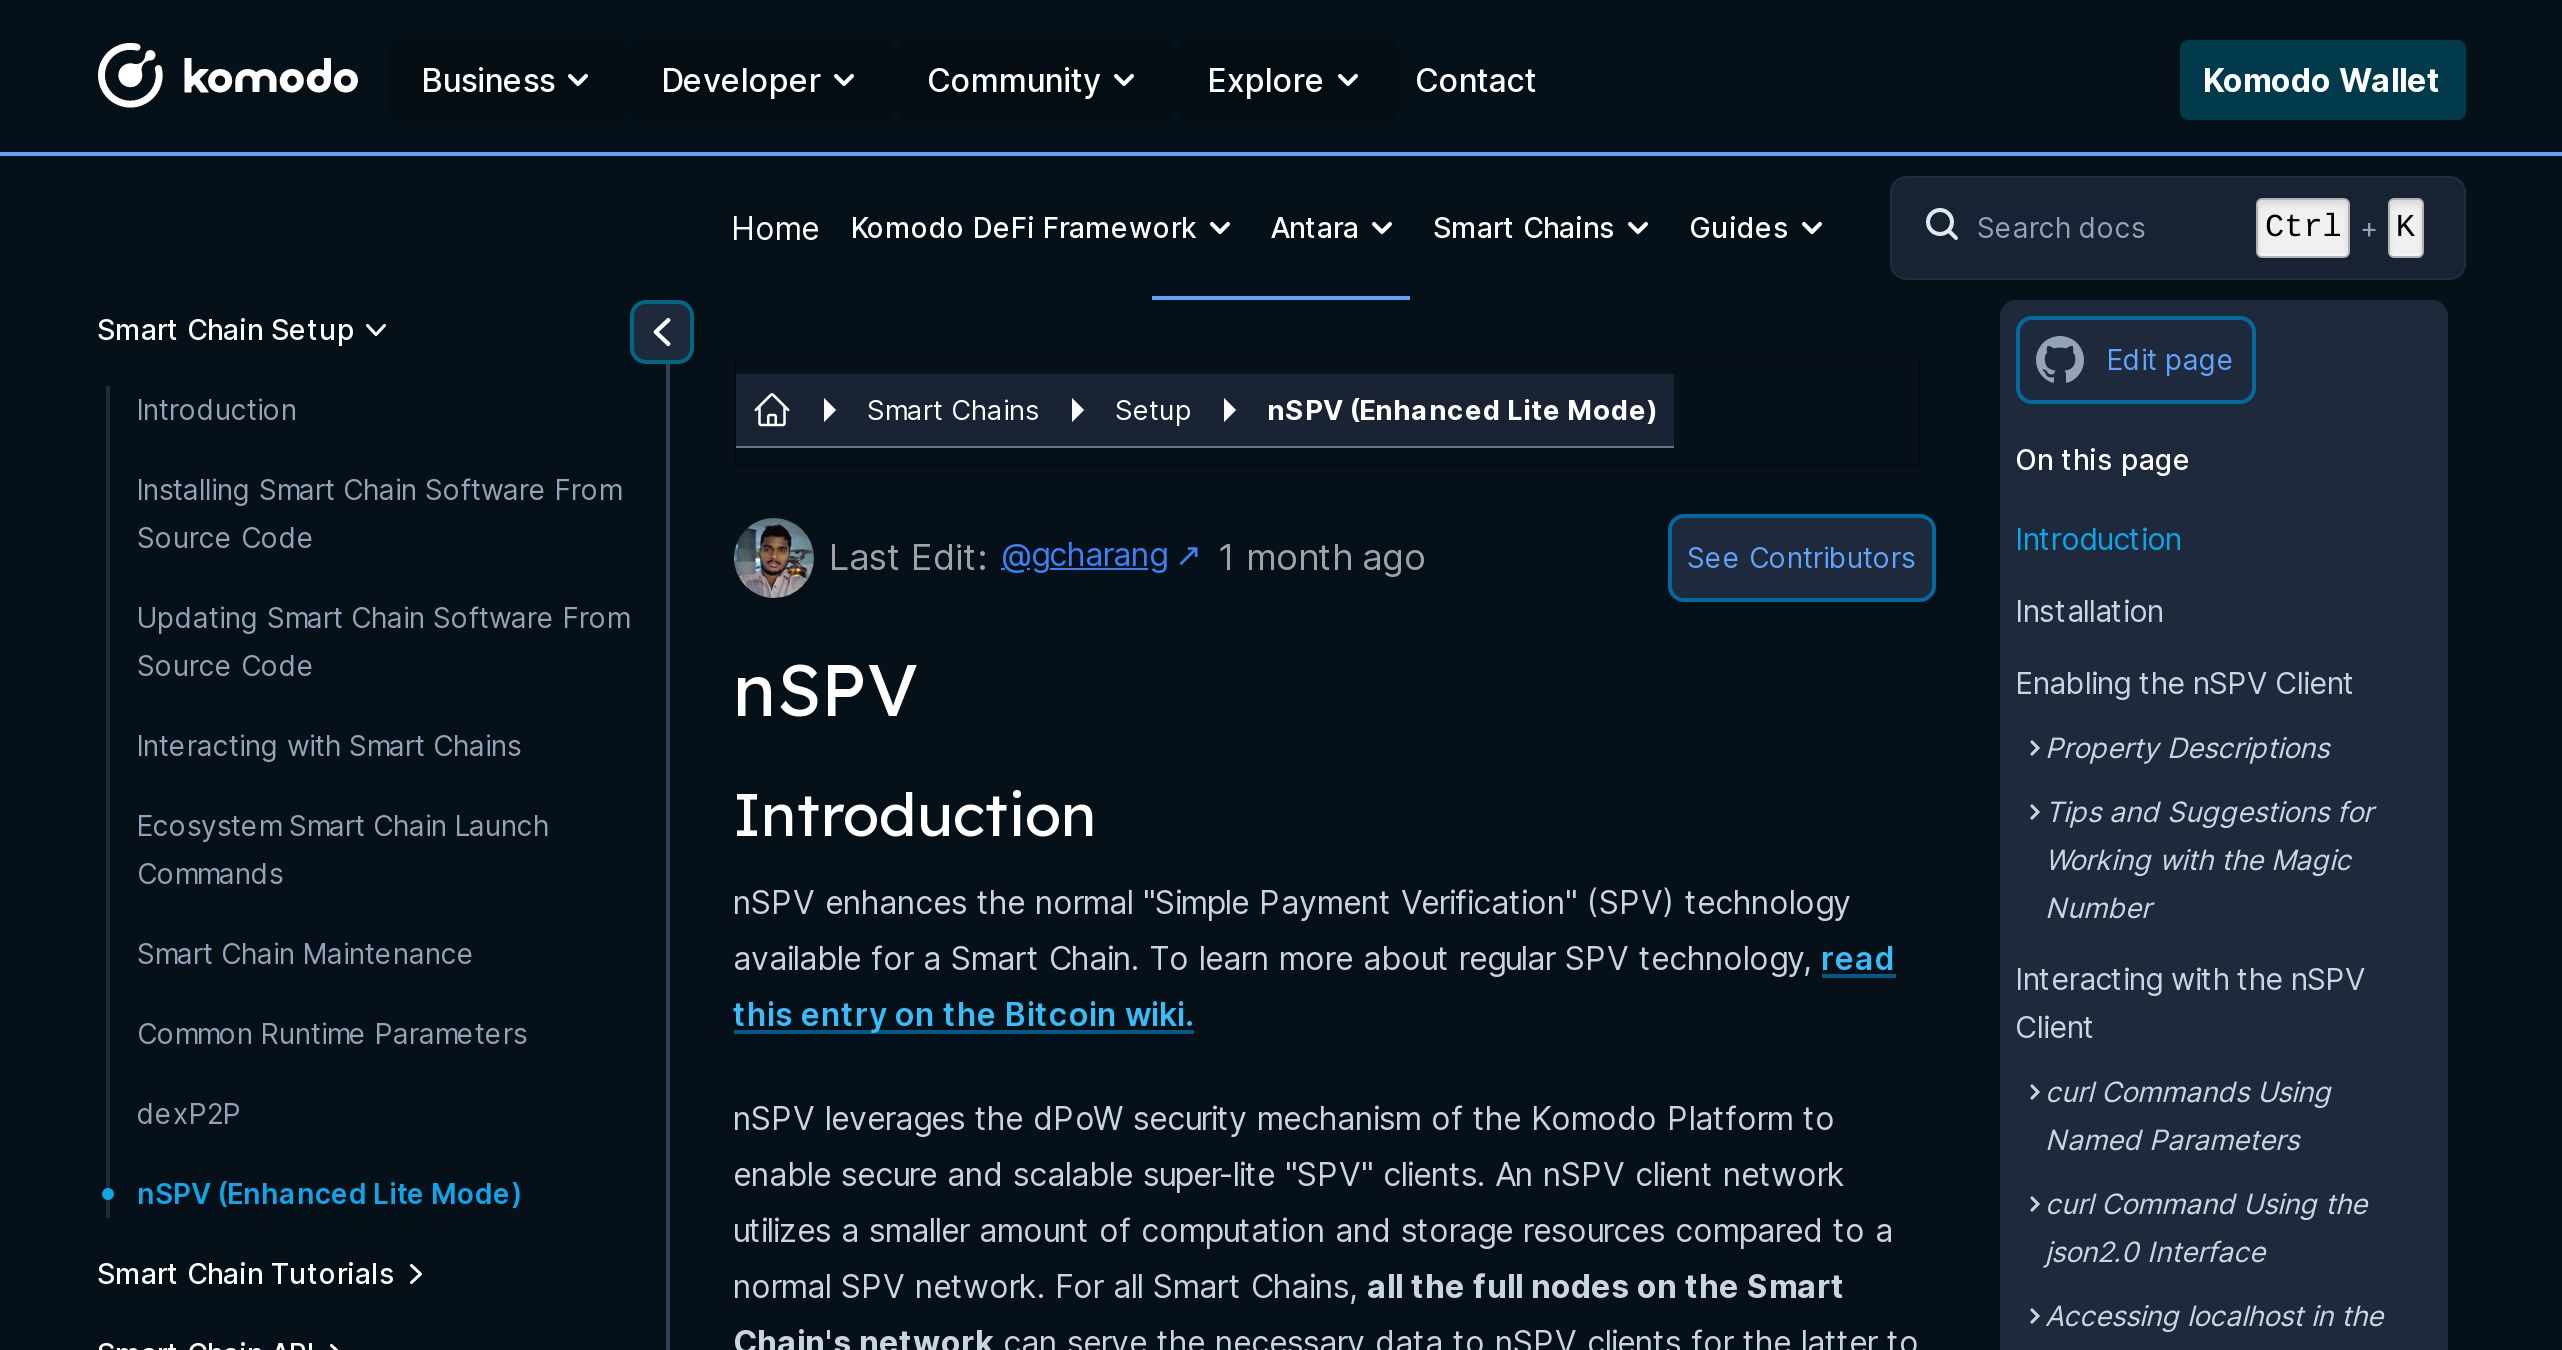 komodo
Business
Developer
Community
Explore
Contact
Komodo Wallet
Home
Komodo DeFi Framework
Antara
Smart Chains
Guides
Search docs
Ctrl + K
Smart Chain Setup
Introduction
Installing Smart Chain Software From
Source Code
Updating Smart Chain Software From
Source Code
Interacting with Smart Chains
Ecosystem Smart Chain Launch
Commands
Smart Chain Maintenance
Common Runtime Parameters
dexP2P
nSPV (Enhanced Lite Mode)
Smart Chain Tutorials
Smart Chain API
Smart Chains
Setup
nSPV (Enhanced Lite Mode)
Last Edit: @gcharang ↗ 1 month ago
See Contributors
nSPV
Introduction
nSPV enhances the normal "Simple Payment Verification" (SPV) technology
available for a Smart Chain. To learn more about regular SPV technology, read
this entry on the Bitcoin wiki.
nSPV leverages the dPoW security mechanism of the Komodo Platform to
enable secure and scalable super-lite "SPV" clients. An nSPV client network
utilizes a smaller amount of computation and storage resources compared to a
normal SPV network. For all Smart Chains, all the full nodes on the Smart
Chain's network can serve the necessary data to nSPV clients for the latter to
Edit page
On this page
Introduction
Installation
Enabling the nSPV Client
Property Descriptions
Tips and Suggestions for
Working with the Magic
Number
Interacting with the nSPV
Client
curl Commands Using
Named Parameters
curl Command Using the
json2.0 Interface
Accessing localhost in the